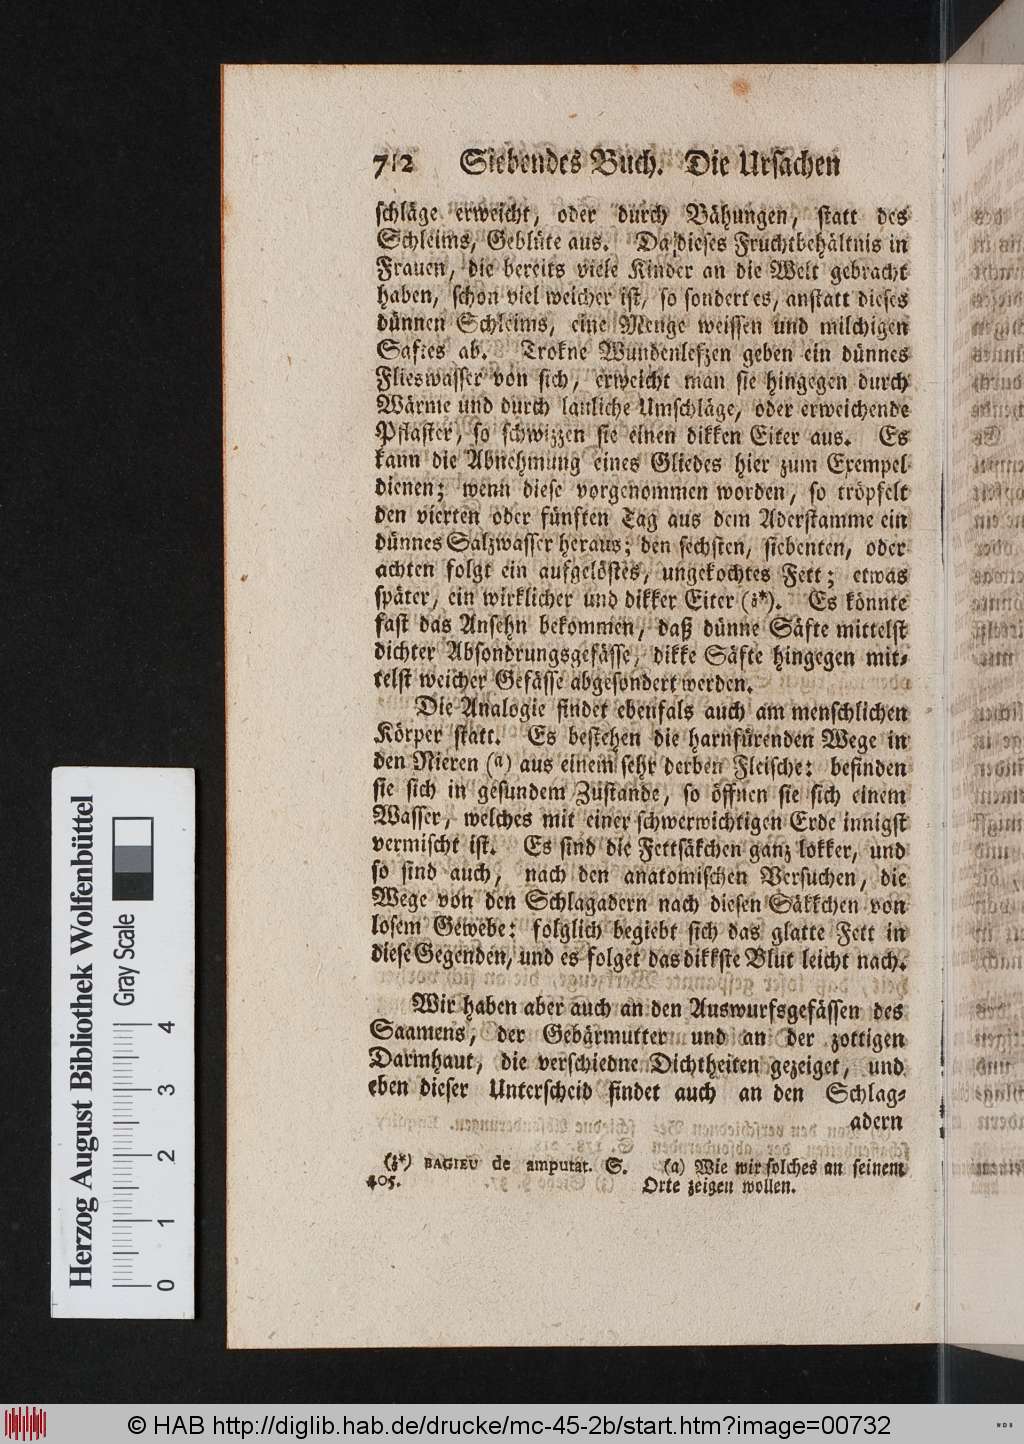 712 Siebendes Buch. Die Ursachen
schläge erweicht, oder durch Bähungen, statt des
Schleims, Geblüte aus. Da dieses Fruchtbehältnis in
Frauen, die bereits viele Kinder an die Welt gebracht
haben, schon viel weicher ist, so sondert es, anstatt dieses
dünnen Schleims, eine Menge weissen und milchigen
Saftes ab. Trokne Wundenlefzen geben ein dünnes
Flieswasser von sich, erweicht man sie hingegen durch
Wärme und durch lauliche Umschläge, oder erweichende
Pflaster, so schwizzen sie einen dikken Eiter aus. Es
kann die Abnehmung eines Gliedes hier zum Exempel
dienen; wenn diese vorgenommen worden, so tröpfelt
den vierten oder fünften Tag aus dem Aderstamme ein
dünnes Salzwasser heraus; den sechsten, siebenten, oder
achten folgt ein aufgelöstes, ungekochtes Fett; etwas
später, ein wirklicher und dikker Eiter (z*). Es könnte
fast das Ansehn bekommen, daß dünne Säfte mittelst
dichter Absondrungsgefässe, dikke Säfte hingegen mit-
telst weicher Gefässe abgesondert werden.
Die Analogie findet ebenfals auch am menschlichen
Körper statt. Es bestehen die harnfürenden Wege in
den Nieren (a) aus einem sehr derben Fleische: befinden
sie sich in gesundem Zustande, so öffnen sie sich einem
Wasser, welches mit einer schwerwichtigen Erde innigst
vermischt ist. Es sind die Fettsäkchen ganz lokker, und
so sind auch, nach den anatomischen Versuchen, die
Wege von den Schlagadern nach diesen Säkkchen von
losem Gewebe: folglich begiebt sich das glatte Fett in
diese Gegenden, und es folget das dikkste Blut leicht nach.
Wir haben aber auch an den Auswurfsgefässen des
Saamens, der Gebärmutter und an der zottigen
Darmhaut, die verschiedne Dichtheiten gezeiget, und
eben dieser Unterscheid findet auch an den Schlag-
adern
(z*) BAGIEU de amputat. S. 405.
(a) Wie wir solches an seinem
Orte zeigen wollen.
Herzog August Bibliothek Wolfenbüttel
Gray Scale
0 1 2 3 4
© HAB http://diglib.hab.de/drucke/mc-45-2b/start.htm?image=00732